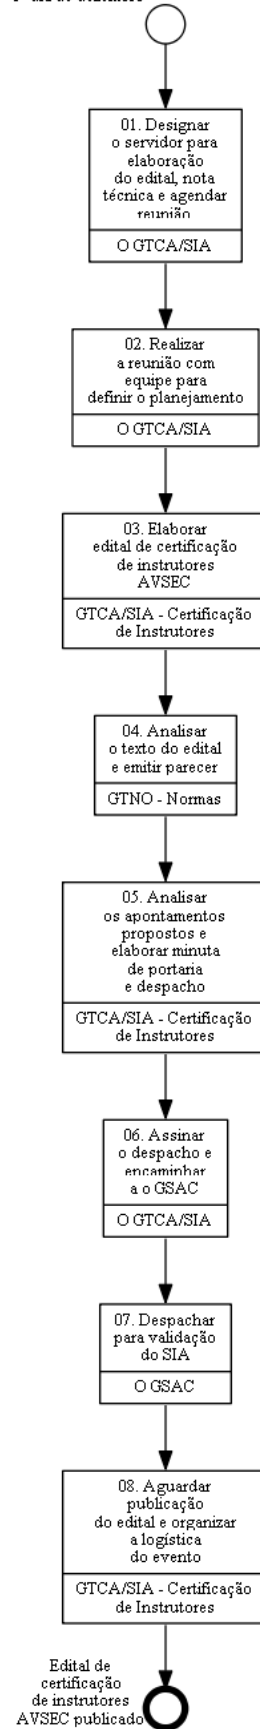 01. Designar
o servidor para
elaboração
do edital, nota
técnica e agendar
reunião
O GTCA/SIA
02. Realizar
a reunião com
equipe para
definir o planejamento
O GTCA/SIA
03. Elaborar
edital de certificação
de instrutores
AVSEC
GTCA/SIA - Certificação
de Instrutores
04. Analisar
o texto do edital
e emitir parecer
GTNO - Normas
05. Analisar
os apontamentos
propostos e
elaborar minuta
de portaria
e despacho
GTCA/SIA - Certificação
de Instrutores
06. Assinar
o despacho e
encaminhar
a o GSAC
O GTCA/SIA
07. Despachar
para validação
do SIA
O GSAC
08. Aguardar
publicação
do edital e organizar
a logística
do evento
GTCA/SIA - Certificação
de Instrutores
Edital de
certificação
de instrutores
AVSEC publicado